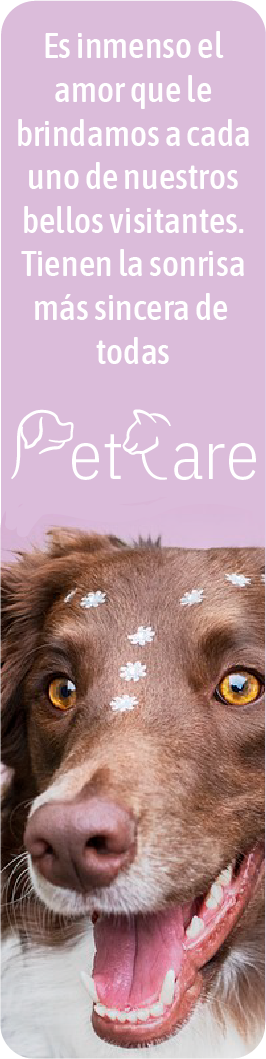 Es inmenso el
amor que le
brindamos a cada
uno de nuestros
bellos visitantes.
Tienen la sonrisa
más sincera de
todas
PetCare